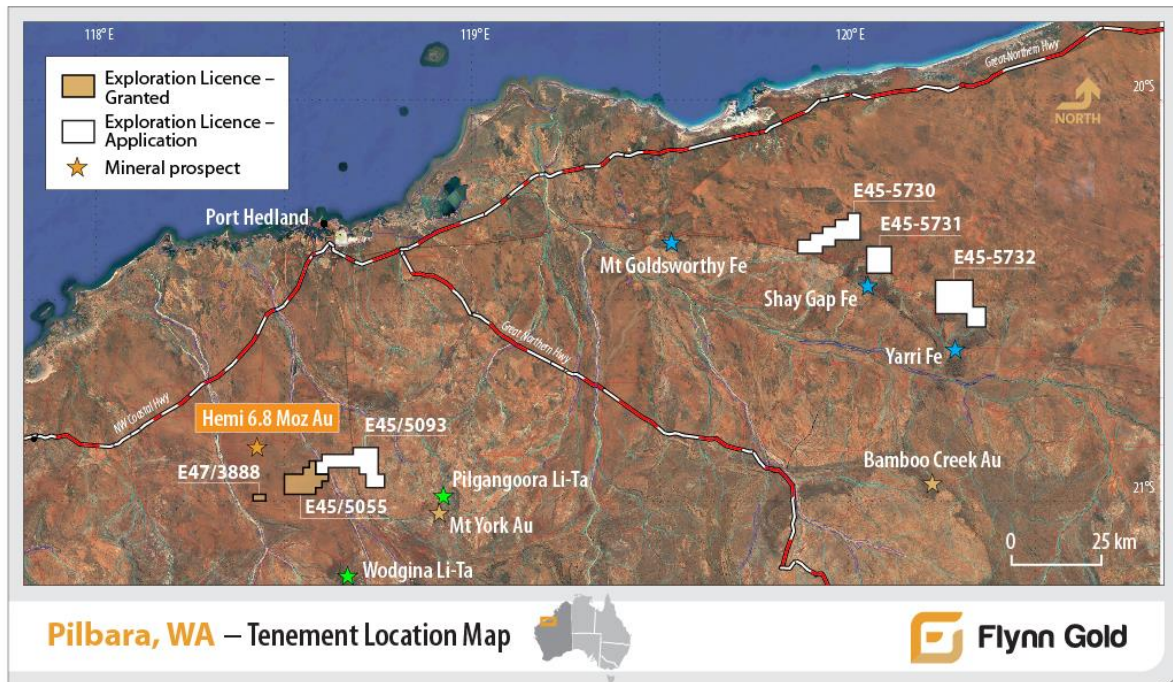 118° E
119° E
120° E
Great-Northern Hwy
20°S
NORTH
Exploration Licence –
Granted
Exploration Licence –
Application
Mineral prospect
Port Hedland
E45-5730
E45-5731
E45-5732
Mt Goldsworthy Fe
Shay Gap Fe
Yarri Fe
Great Northern Hwy
NW Coastal Hwy
Hemi 6.8 Moz Au
E45/5093
E47/3888
E45/5055
Pilgangoora Li-Ta
Mt York Au
Bamboo Creek Au
21°S
0 25 km
Wodgina Li-Ta
Pilbara, WA – Tenement Location Map
Flynn Gold